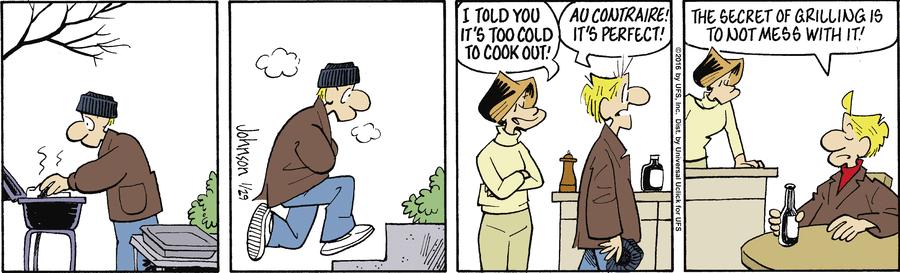 Johnson 1/29
I TOLD YOU
IT'S TOO COLD
TO COOK OUT!
AU CONTRAIRE!
IT'S PERFECT!
©2016 by UFS, Inc. Dist. by Universal Uclick for UFS
THE SECRET OF GRILLING IS
TO NOT MESS WITH IT!